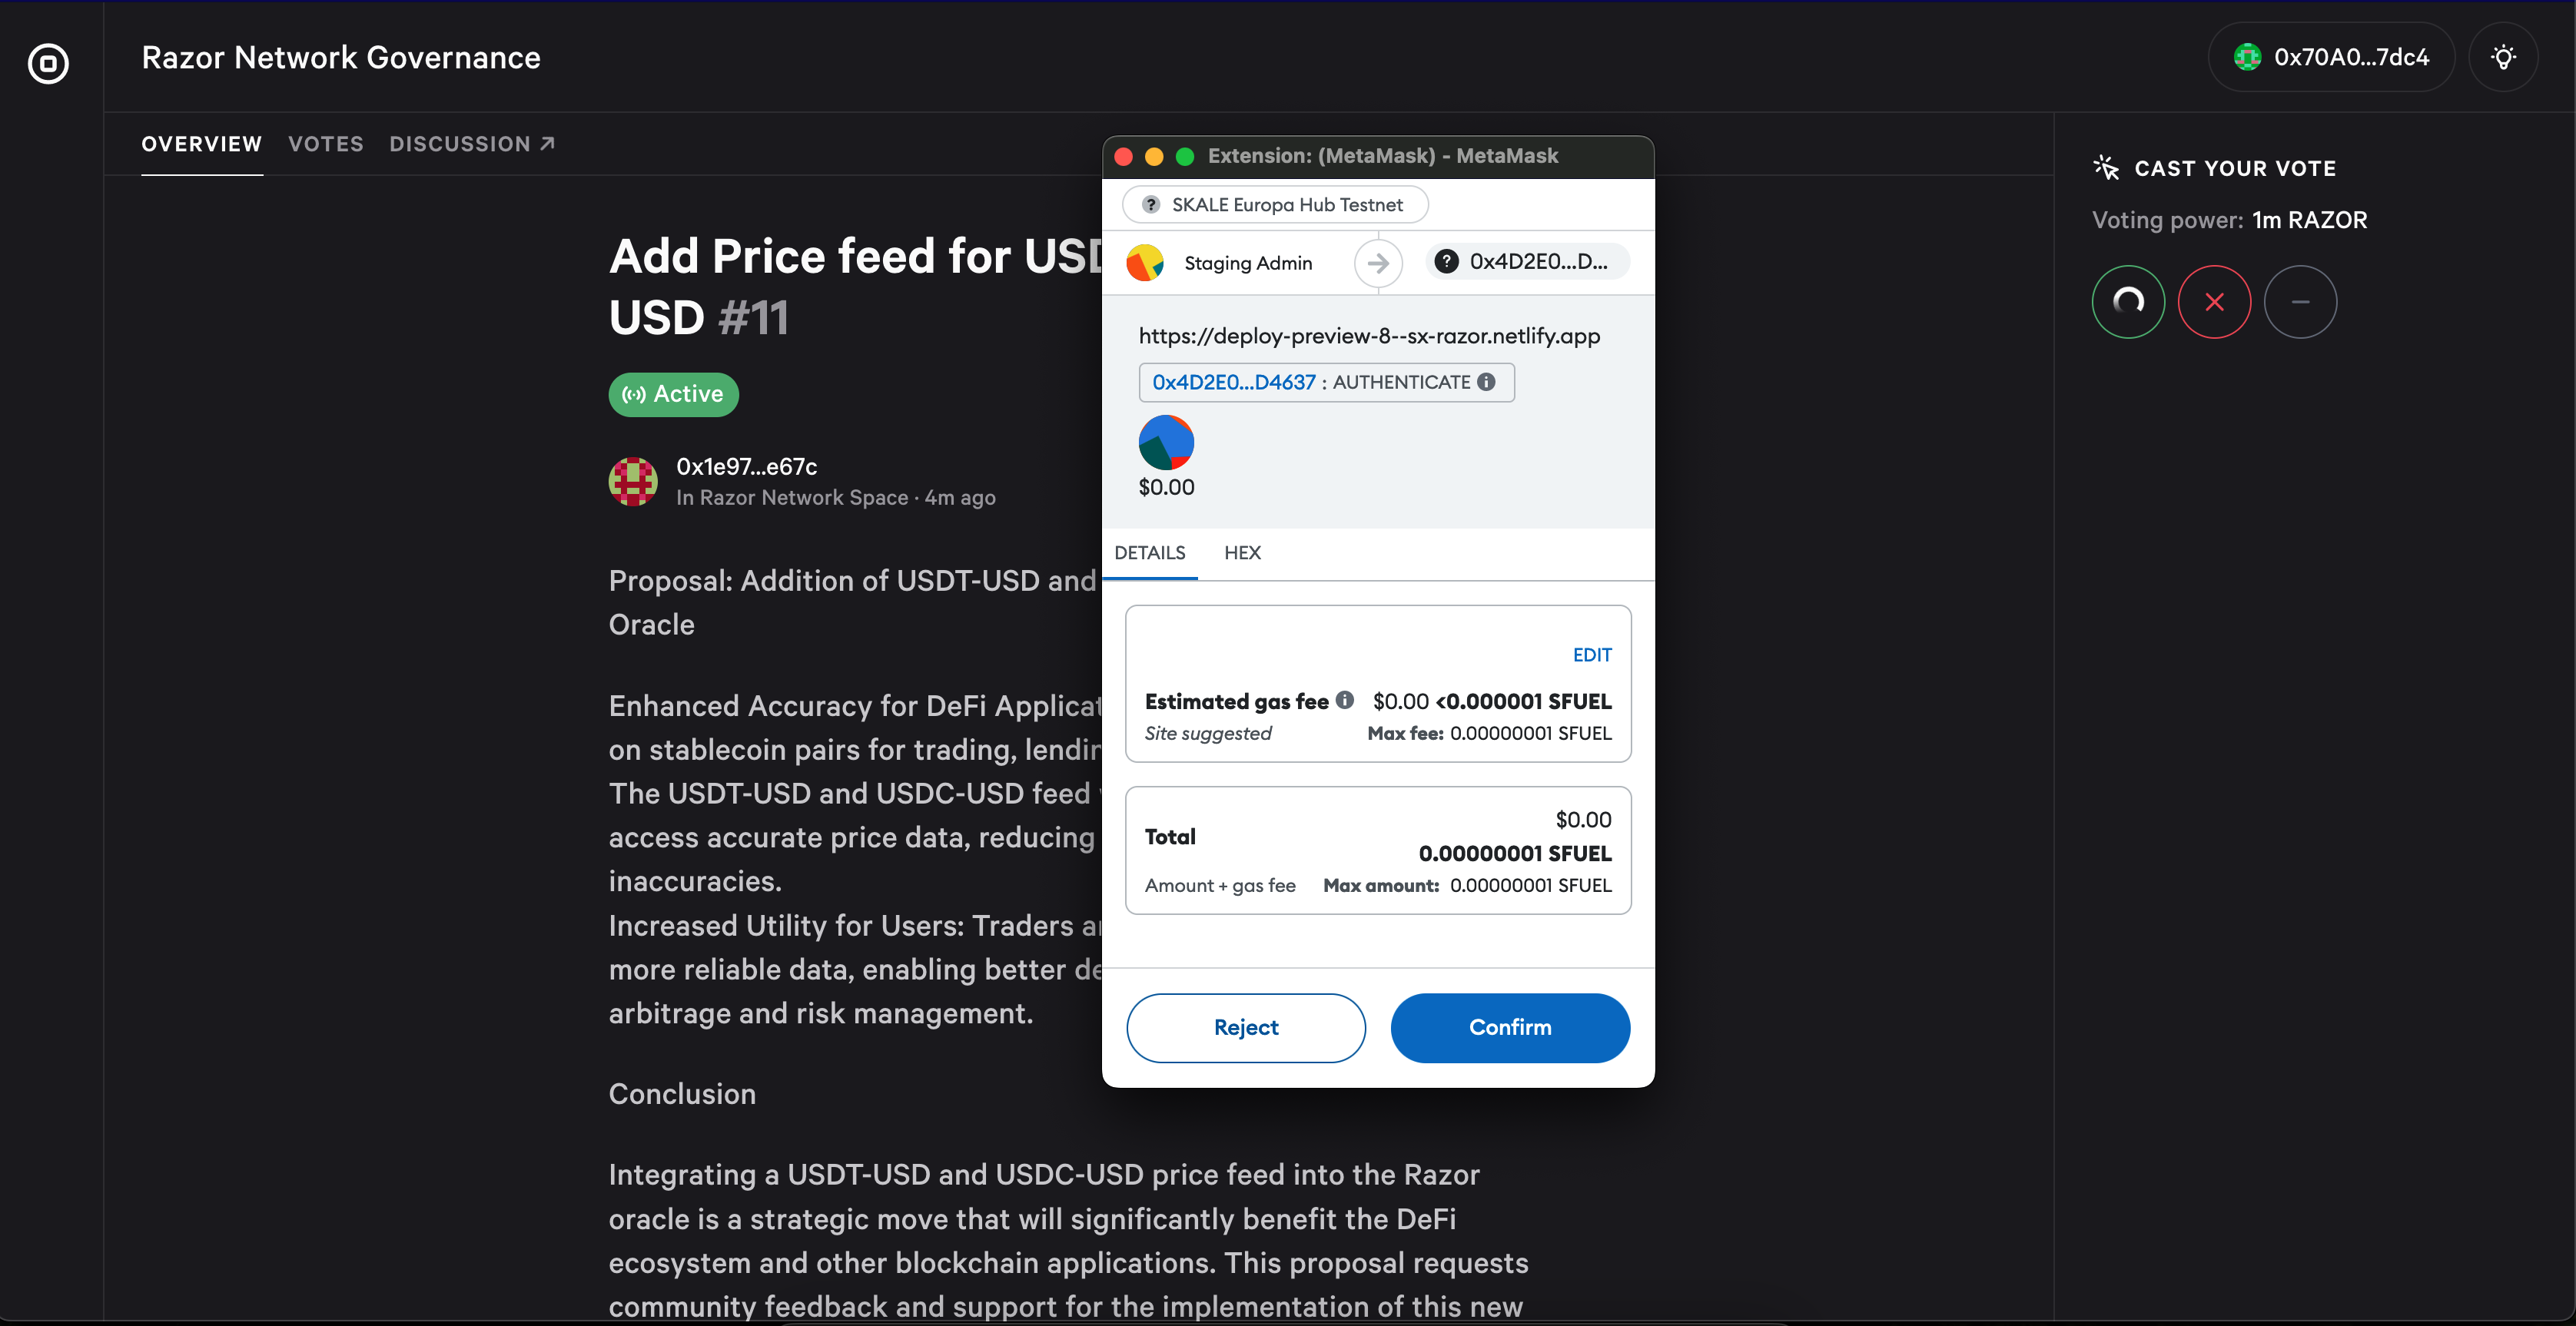 Razor Network Governance
0x70A0...7dc4
OVERVIEW VOTES DISCUSSION
Add Price feed for USD
USD #11
Active
0x1e97...e67c
In Razor Network Space · 4m ago
Proposal: Addition of USDT-USD and
Oracle
Enhanced Accuracy for DeFi Applicat
on stablecoin pairs for trading, lendin
The USDT-USD and USDC-USD feed
access accurate price data, reducing
inaccuracies.
Increased Utility for Users: Traders an
more reliable data, enabling better de
arbitrage and risk management.
Conclusion
Integrating a USDT-USD and USDC-USD price feed into the Razor
oracle is a strategic move that will significantly benefit the DeFi
ecosystem and other blockchain applications. This proposal requests
community feedback and support for the implementation of this new
Extension: (MetaMask) - MetaMask
SKALE Europa Hub Testnet
Staging Admin
0x4D2E0...D...
https://deploy-preview-8--sx-razor.netlify.app
0x4D2E0...D4637 : AUTHENTICATE
$0.00
DETAILS HEX
EDIT
Estimated gas fee $0.00 <0.000001 SFUEL
Site suggested Max fee: 0.00000001 SFUEL
$0.00
Total
0.00000001 SFUEL
Amount + gas fee Max amount: 0.00000001 SFUEL
Reject Confirm
CAST YOUR VOTE
Voting power: 1m RAZOR